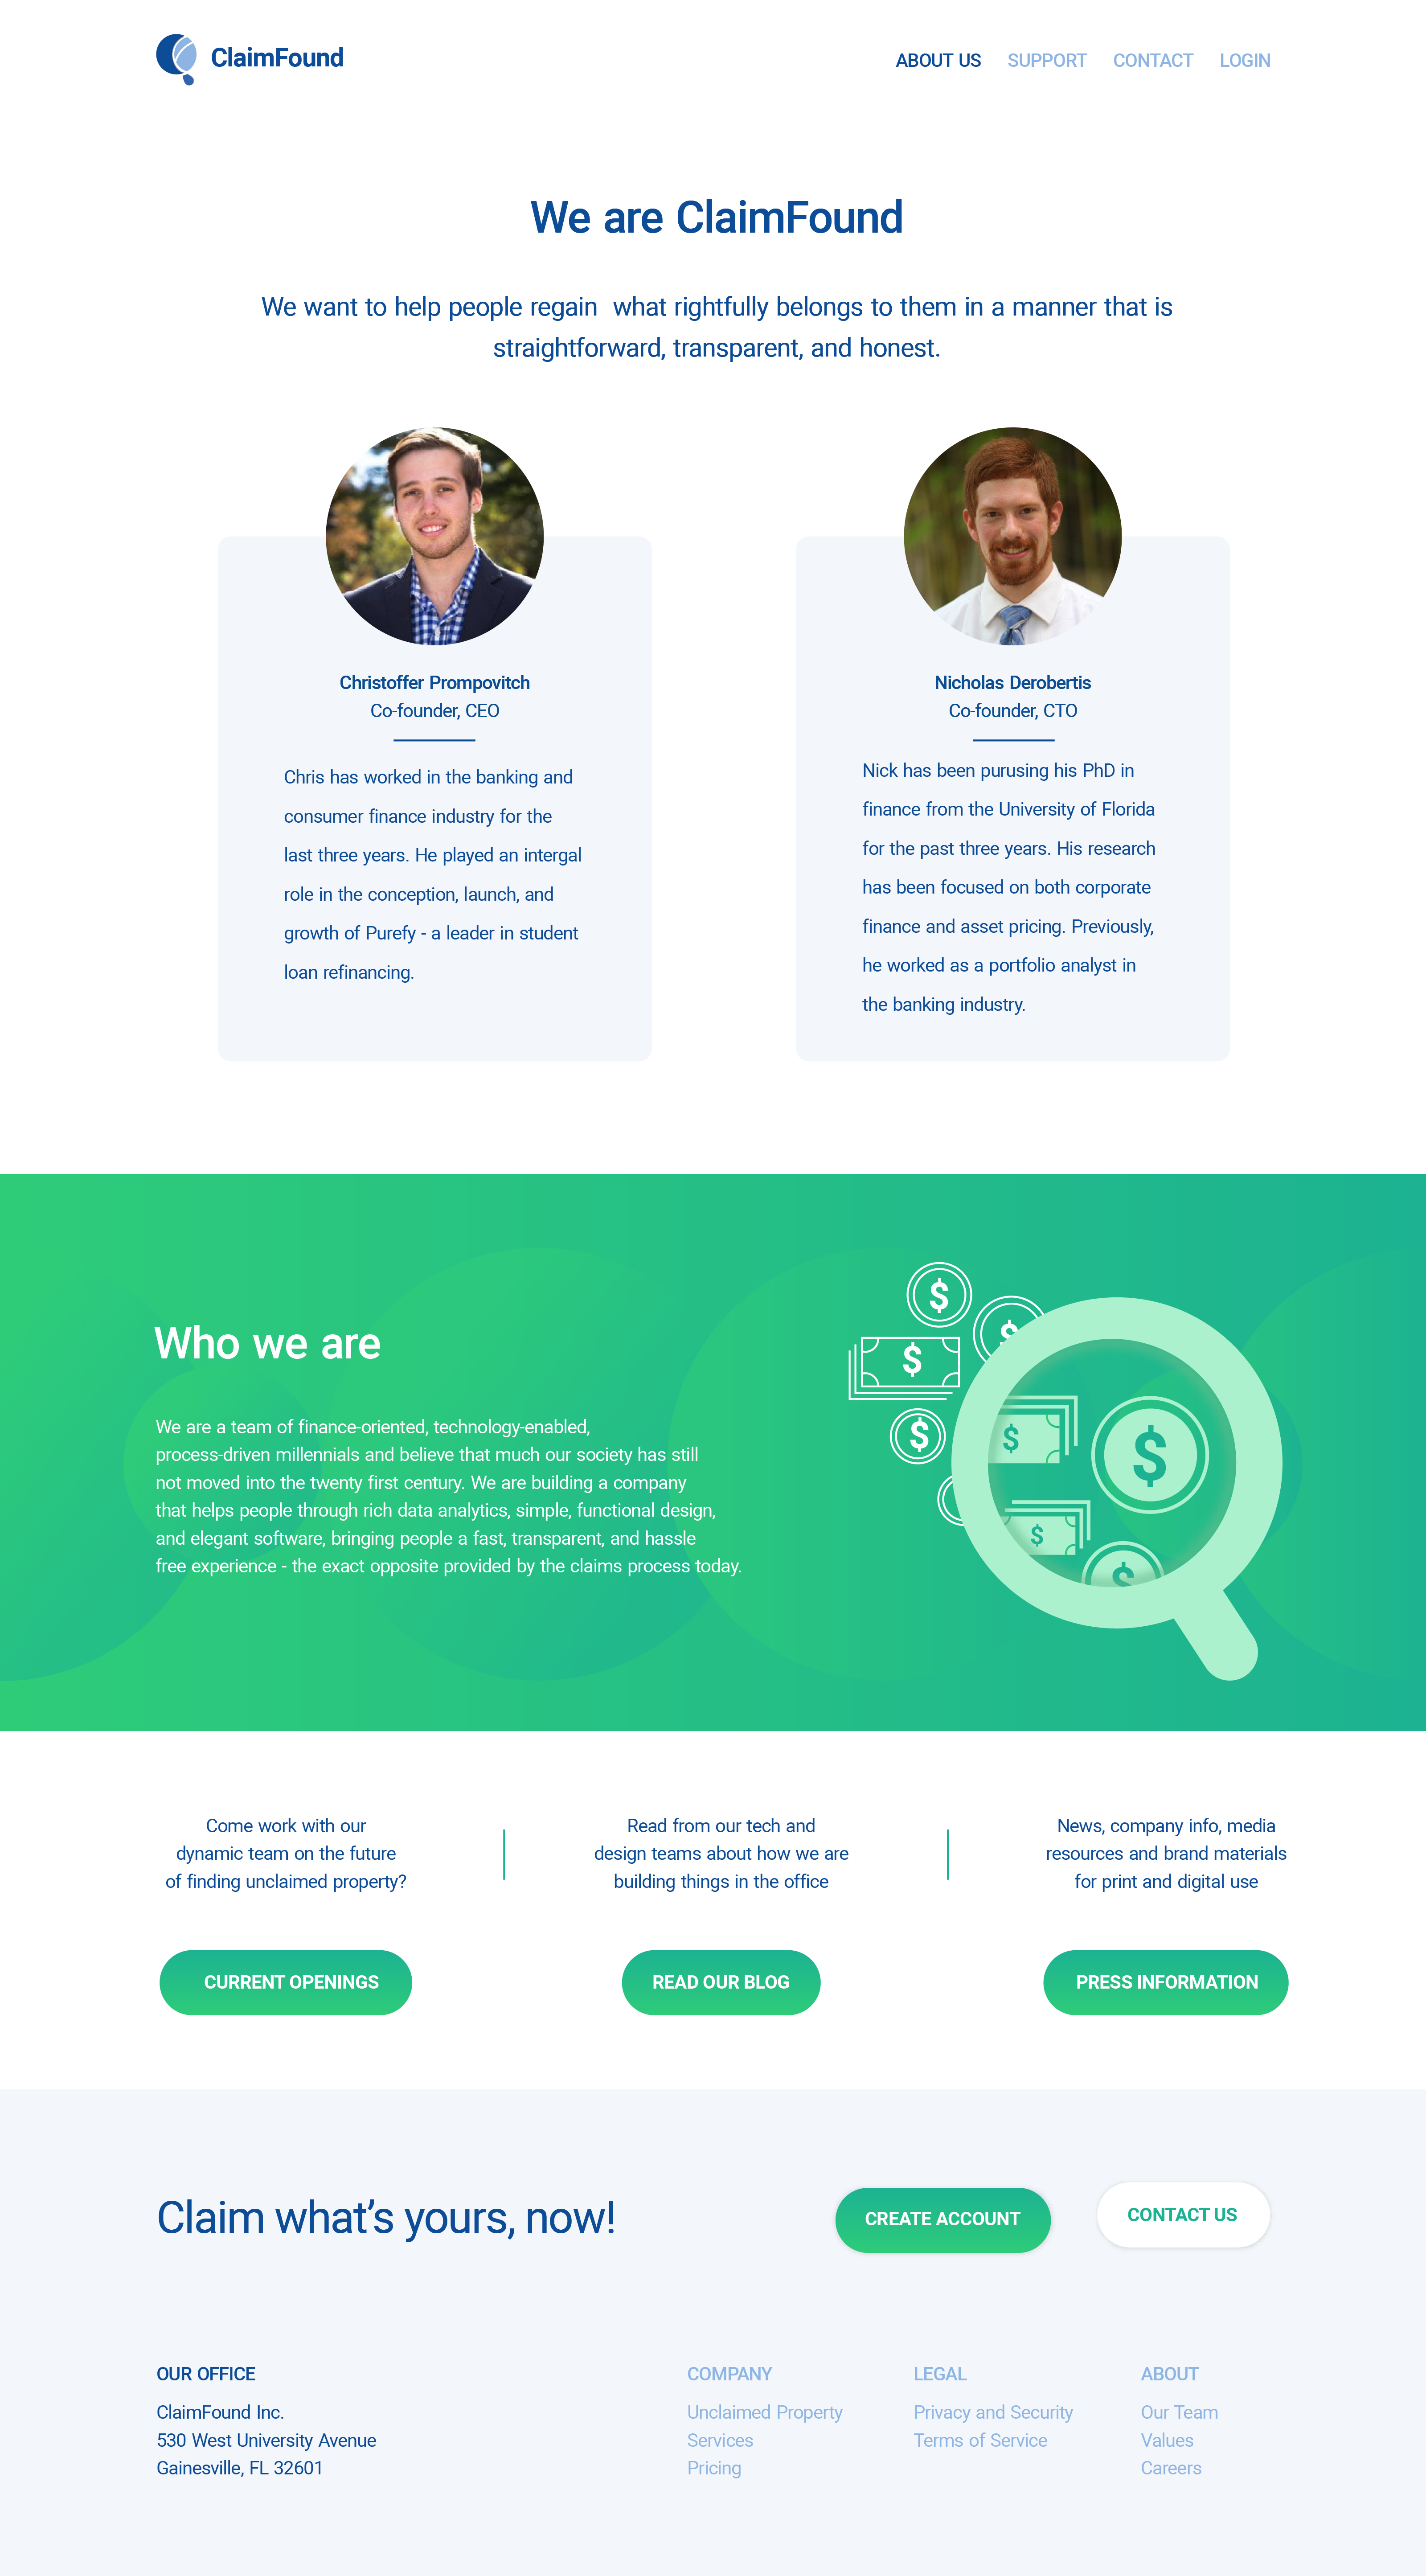 ClaimFound
ABOUT US
SUPPORT
CONTACT
LOGIN
We are ClaimFound
We want to help people regain  what rightfully belongs to them in a manner that is
straightforward, transparent, and honest.
Christoffer Prompovitch
Co-founder, CEO
Chris has worked in the banking and
consumer finance industry for the
last three years. He played an intergal
role in the conception, launch, and
growth of Purefy - a leader in student
loan refinancing.
Nicholas Derobertis
Co-founder, CTO
Nick has been purusing his PhD in
finance from the University of Florida
for the past three years. His research
has been focused on both corporate
finance and asset pricing. Previously,
he worked as a portfolio analyst in
the banking industry.
Who we are
We are a team of finance-oriented, technology-enabled,
process-driven millennials and believe that much our society has still
not moved into the twenty first century. We are building a company
that helps people through rich data analytics, simple, functional design,
and elegant software, bringing people a fast, transparent, and hassle
free experience - the exact opposite provided by the claims process today.
$
$
$
$
$
$
$
$
Come work with our
dynamic team on the future
of finding unclaimed property?
CURRENT OPENINGS
Read from our tech and
design teams about how we are
building things in the office
READ OUR BLOG
News, company info, media
resources and brand materials
for print and digital use
PRESS INFORMATION
Claim what’s yours, now!
CREATE ACCOUNT
CONTACT US
OUR OFFICE
ClaimFound Inc.
530 West University Avenue
Gainesville, FL 32601
COMPANY
Unclaimed Property
Services
Pricing
LEGAL
Privacy and Security
Terms of Service
ABOUT
Our Team
Values
Careers